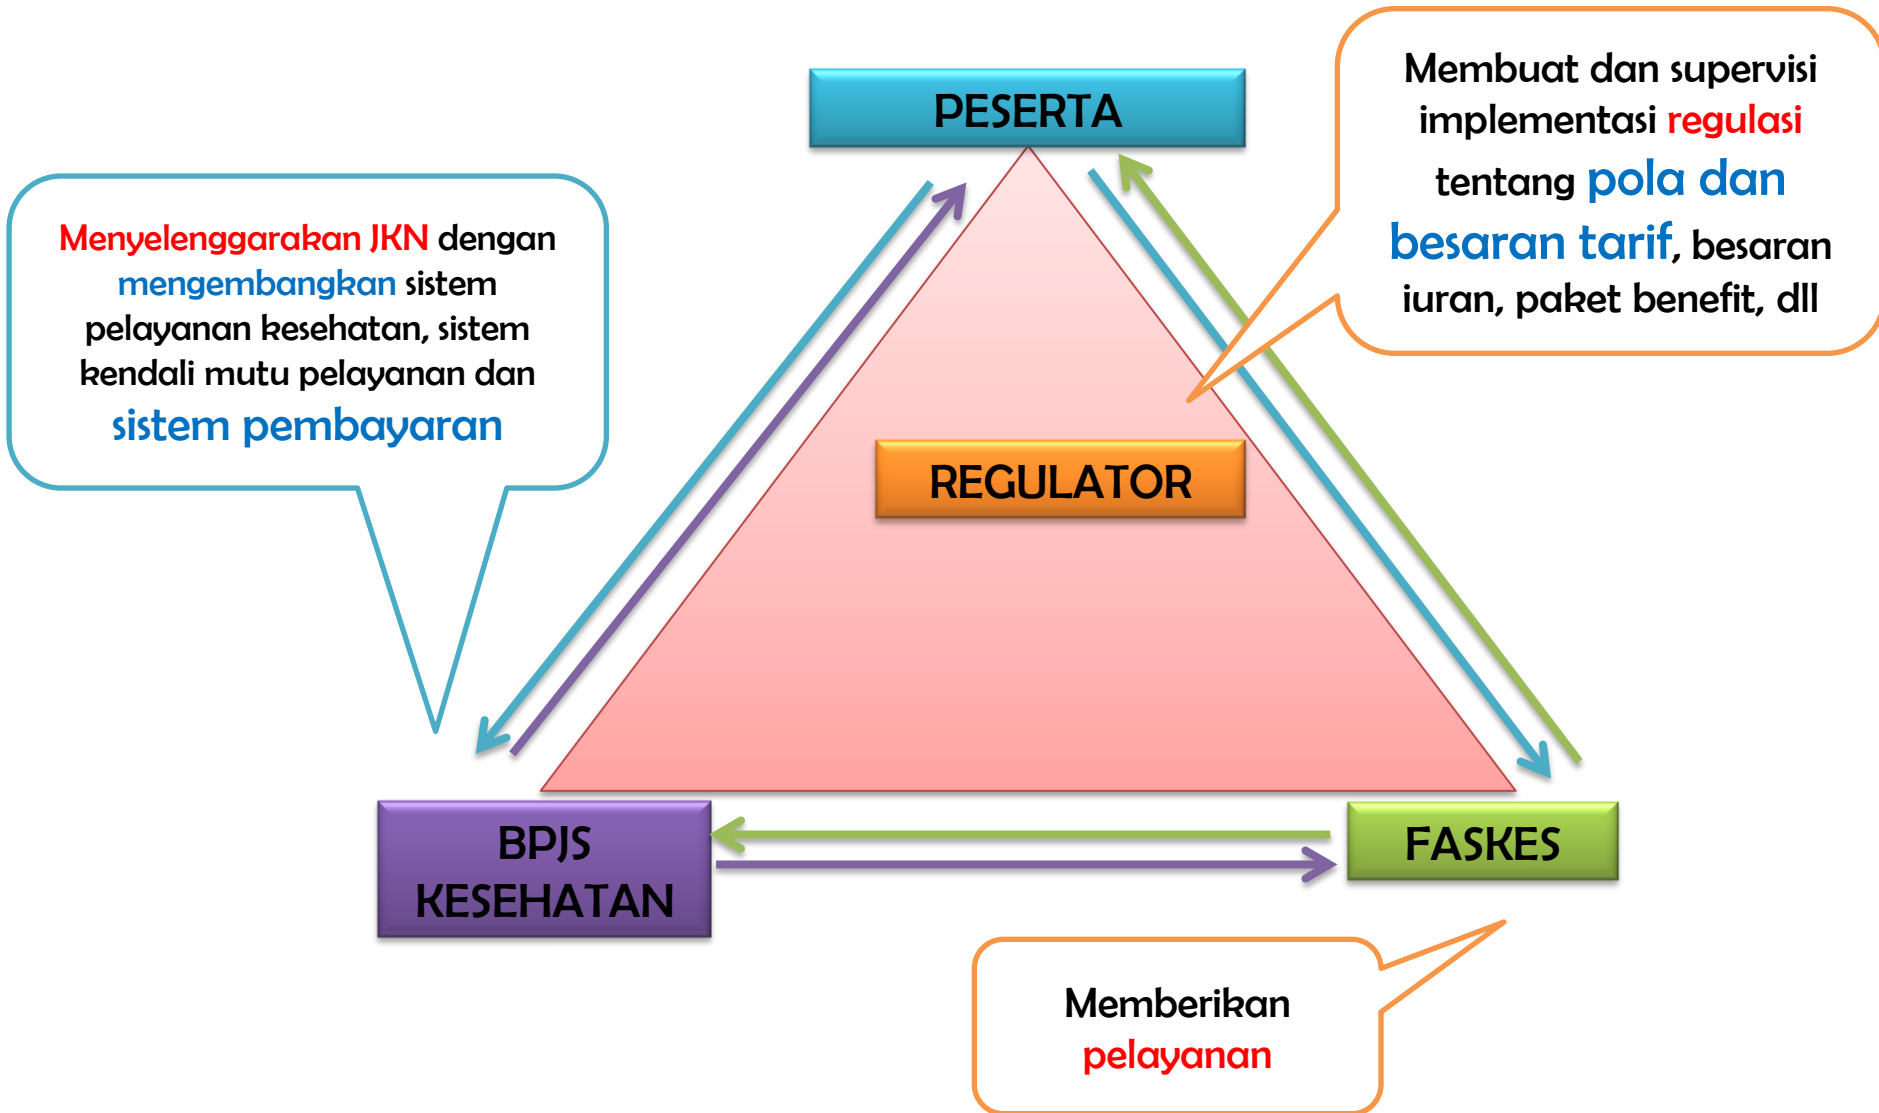 PESERTA
Membuat dan supervisi
implementasi regulasi
tentang pola dan
besaran tarif, besaran
iuran, paket benefit, dll
Menyelenggarakan JKN dengan
mengembangkan sistem
pelayanan kesehatan, sistem
kendali mutu pelayanan dan
sistem pembayaran
REGULATOR
BPJS
KESEHATAN
FASKES
Memberikan
pelayanan